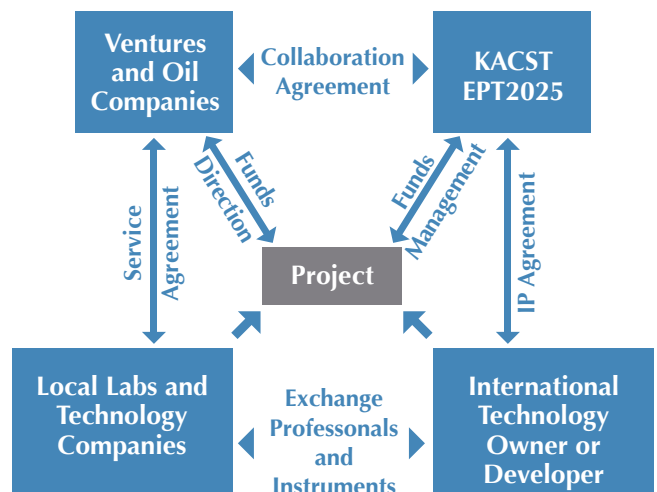 Ventures
and Oil
Companies
Collaboration
Agreement
KACST
EPT2025
Funds
Direction
Funds
Management
Service
Agreement
IP Agreement
Project
Local Labs and
Technology
Companies
Exchange
Professonals
and
Instruments
International
Technology
Owner or
Developer